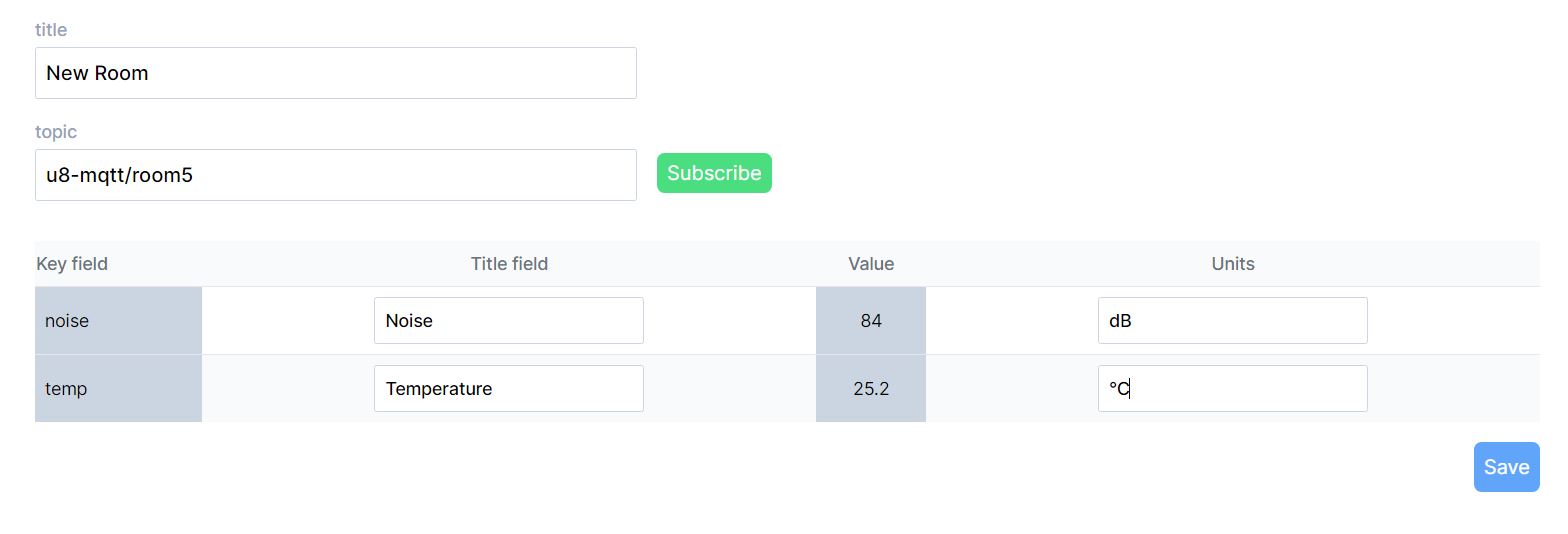 title
New Room
topic
u8-mqtt/room5
Subscribe
Key field Title field Value Units
noise Noise 84 dB
temp Temperature 25.2 °C
Save